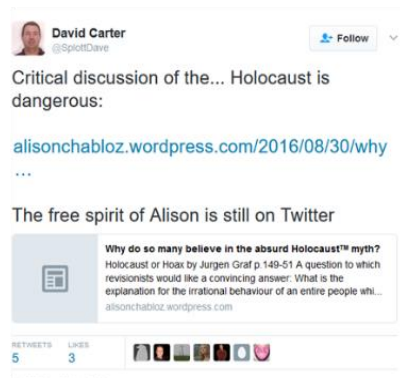 David Carter
@SplottDave
Follow
Critical discussion of the... Holocaust is
dangerous:
alisonchabloz.wordpress.com/2016/08/30/why
...
The free spirit of Alison is still on Twitter
Why do so many believe in the absurd Holocaust™ myth?
Holocaust or Hoax by Jurgen Graf p.149-51 A question to which
revisionists would like a convincing answer: What is the
explanation for the irrational behaviour of an entire people whi...
alisonchabloz.wordpress.com
RETWEETS LIKES
5 3